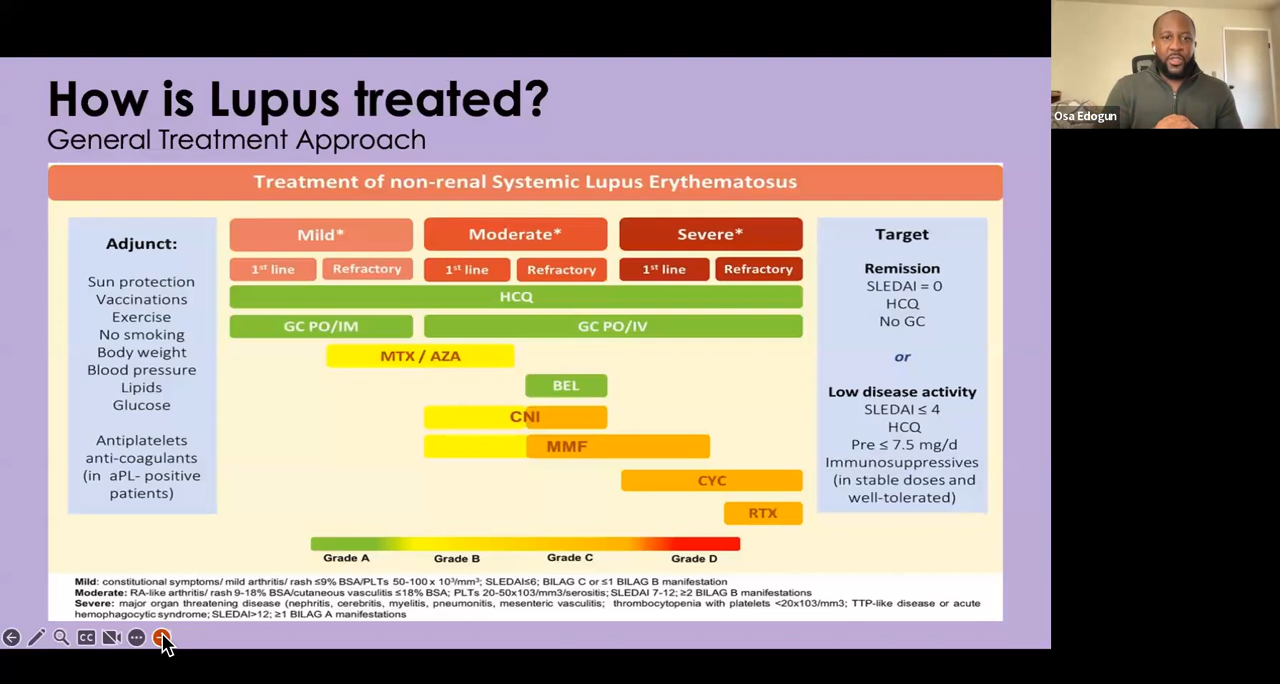 How is Lupus treated?
General Treatment Approach
Osa Edogun
Treatment of non-renal Systemic Lupus Erythematosus
Adjunct:
Sun protection
Vaccinations
Exercise
No smoking
Body weight
Blood pressure
Lipids
Glucose
Antiplatelets
anti-coagulants
(in aPL- positive
patients)
Mild*
Moderate*
Severe*
1st line
Refractory
1st line
Refractory
1st line
Refractory
HCQ
GC PO/IM
GC PO/IV
MTX / AZA
BEL
CNI
MMF
CYC
RTX
Grade A
Grade B
Grade C
Grade D
Target
Remission
SLEDAI = 0
HCQ
No GC
or
Low disease activity
SLEDAI ≤ 4
HCQ
Pre ≤ 7.5 mg/d
Immunosuppressives
(in stable doses and
well-tolerated)
Mild: constitutional symptoms/ mild arthritis/ rash ≤9% BSA/PLTs 50-100 x 10³/mm³; SLEDAI≤6; BILAG C or ≤1 BILAG B manifestation
Moderate: RA-like arthritis/ rash 9-18% BSA/cutaneous vasculitis ≤18% BSA; PLTs 20-50x103/mm3/serositis; SLEDAI 7-12; ≥2 BILAG B manifestations
Severe: major organ threatening disease (nephritis, cerebritis, myelitis, pneumonitis, mesenteric vasculitis; thrombocytopenia with platelets <20x103/mm3; TTP-like disease or acute
hemophagocytic syndrome; SLEDAI>12; ≥1 BILAG A manifestations
CC